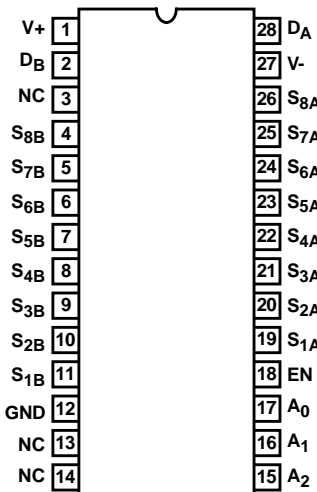 V+ 1 28 DA
DB 2 27 V-
NC 3 26 S8A
S8B 4 25 S7A
S7B 5 24 S6A
S6B 6 23 S5A
S5B 7 22 S4A
S4B 8 21 S3A
S3B 9 20 S2A
S2B 10 19 S1A
S1B 11 18 EN
GND 12 17 A0
NC 13 16 A1
NC 14 15 A2